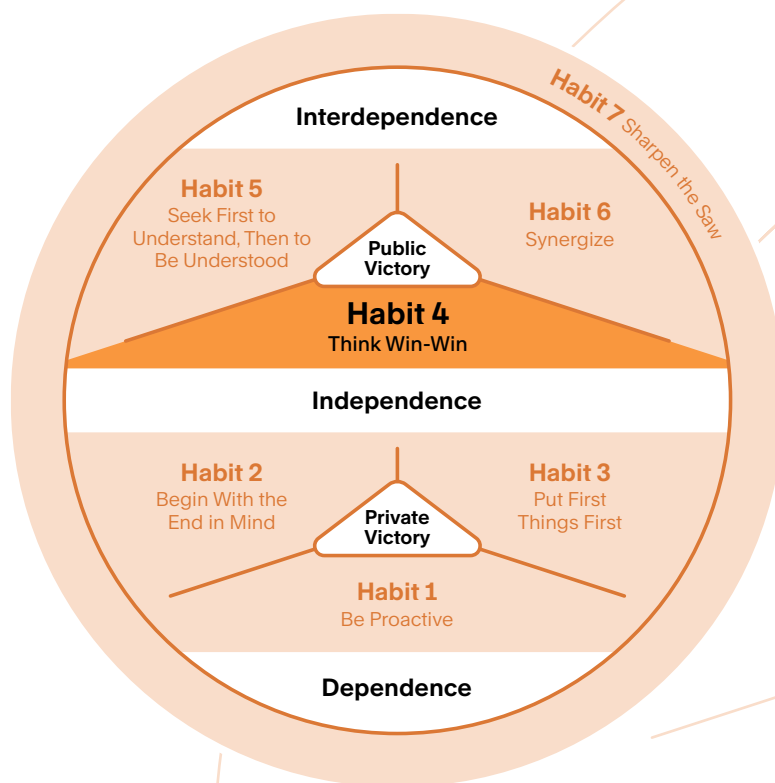 Habit 7 Sharpen the Saw
Interdependence
Habit 5
Seek First to
Understand, Then to
Be Understood
Habit 6
Synergize
Public
Victory
Habit 4
Think Win-Win
Independence
Habit 2
Begin With the
End in Mind
Habit 3
Put First
Things First
Private
Victory
Habit 1
Be Proactive
Dependence